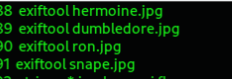 88 exiftool hermoine.jpg
89 exiftool dumbledore.jpg
90 exiftool ron.jpg
91 exiftool snape.jpg